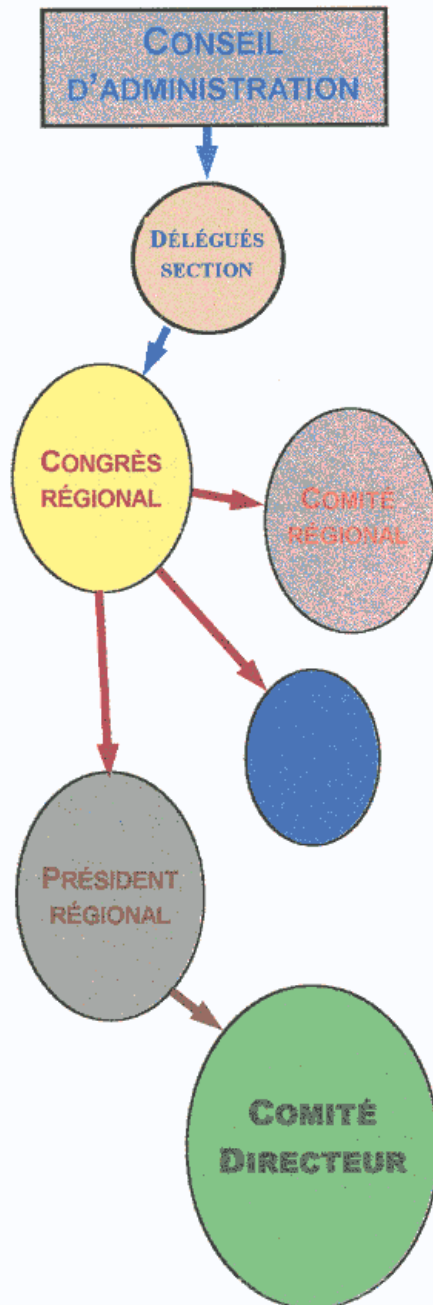 CONSEIL
D'ADMINISTRATION
DÉLÉGUÉS
SECTION
CONGRÈS
RÉGIONAL
COMITÉ
RÉGIONAL
PRÉSIDENT
RÉGIONAL
COMITÉ
DIRECTEUR